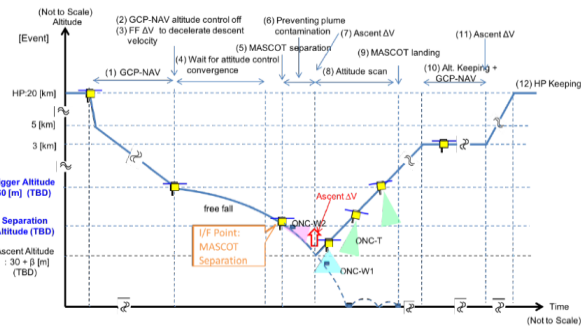 (Not to Scale)
Altitude
[Event]
(2) GCP-NAV altitude control off
(3) FF ΔV to decelerate descent
velocity
(6) Preventing plume
contamination
(7) Ascent ΔV
(11) Ascent ΔV
(5) MASCOT separation
(9) MASCOT landing
(4) Wait for attitude control
convergence
(1) GCP-NAV
(8) Attitude scan
(10) Alt. Keeping +
GCP-NAV
(12) HP Keeping
HP:20 [km]
5 [km]
3 [km]
igger Altitude
0 [m] (TBD)
free fall
Ascent ΔV
Separation
ltitude (TBD)
ONC-W2
I/F Point:
MASCOT
Separation
ONC-T
scent Altitude
: 30 + β [m]
(TBD)
ONC-W1
Time
(Not to Scale)